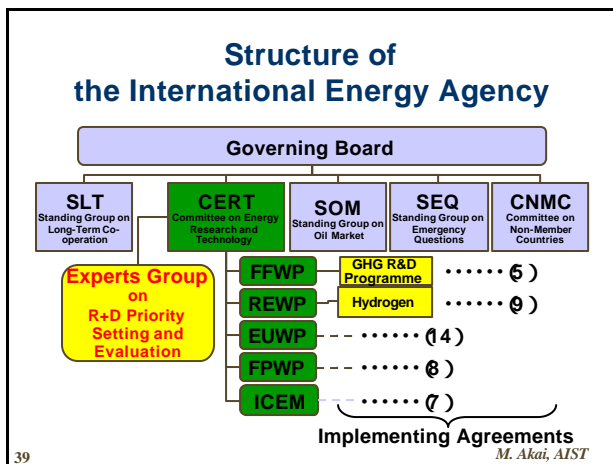 Structure of
the International Energy Agency
Governing Board
SLT
Standing Group on
Long-Term Co-
operation
CERT
Committee on Energy
Research and
Technology
SOM
Standing Group on
Oil Market
SEQ
Standing Group on
Emergency
Questions
CNMC
Committee on
Non-Member
Countries
Experts Group
on
R+D Priority
Setting and
Evaluation
FFWP
GHG R&D
Programme
・・・・・・(5)
REWP
Hydrogen
・・・・・・(9)
EUWP
・・・・・・(14)
FPWP
・・・・・・(8)
ICEM
・・・・・・(7)
Implementing Agreements
39
M. Akai, AIST